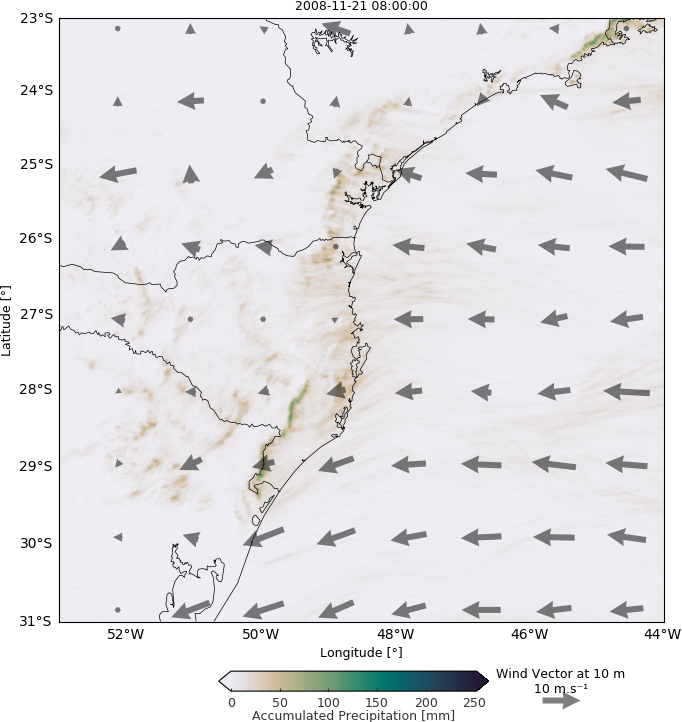 2008-11-21 08:00:00
23°S
24°S
25°S
26°S
27°S
28°S
29°S
30°S
31°S
Latitude [°]
52°W 50°W 48°W 46°W 44°W
Longitude [°]
0 50 100 150 200 250
Accumulated Precipitation [mm]
Wind Vector at 10 m
10 m.s⁻¹